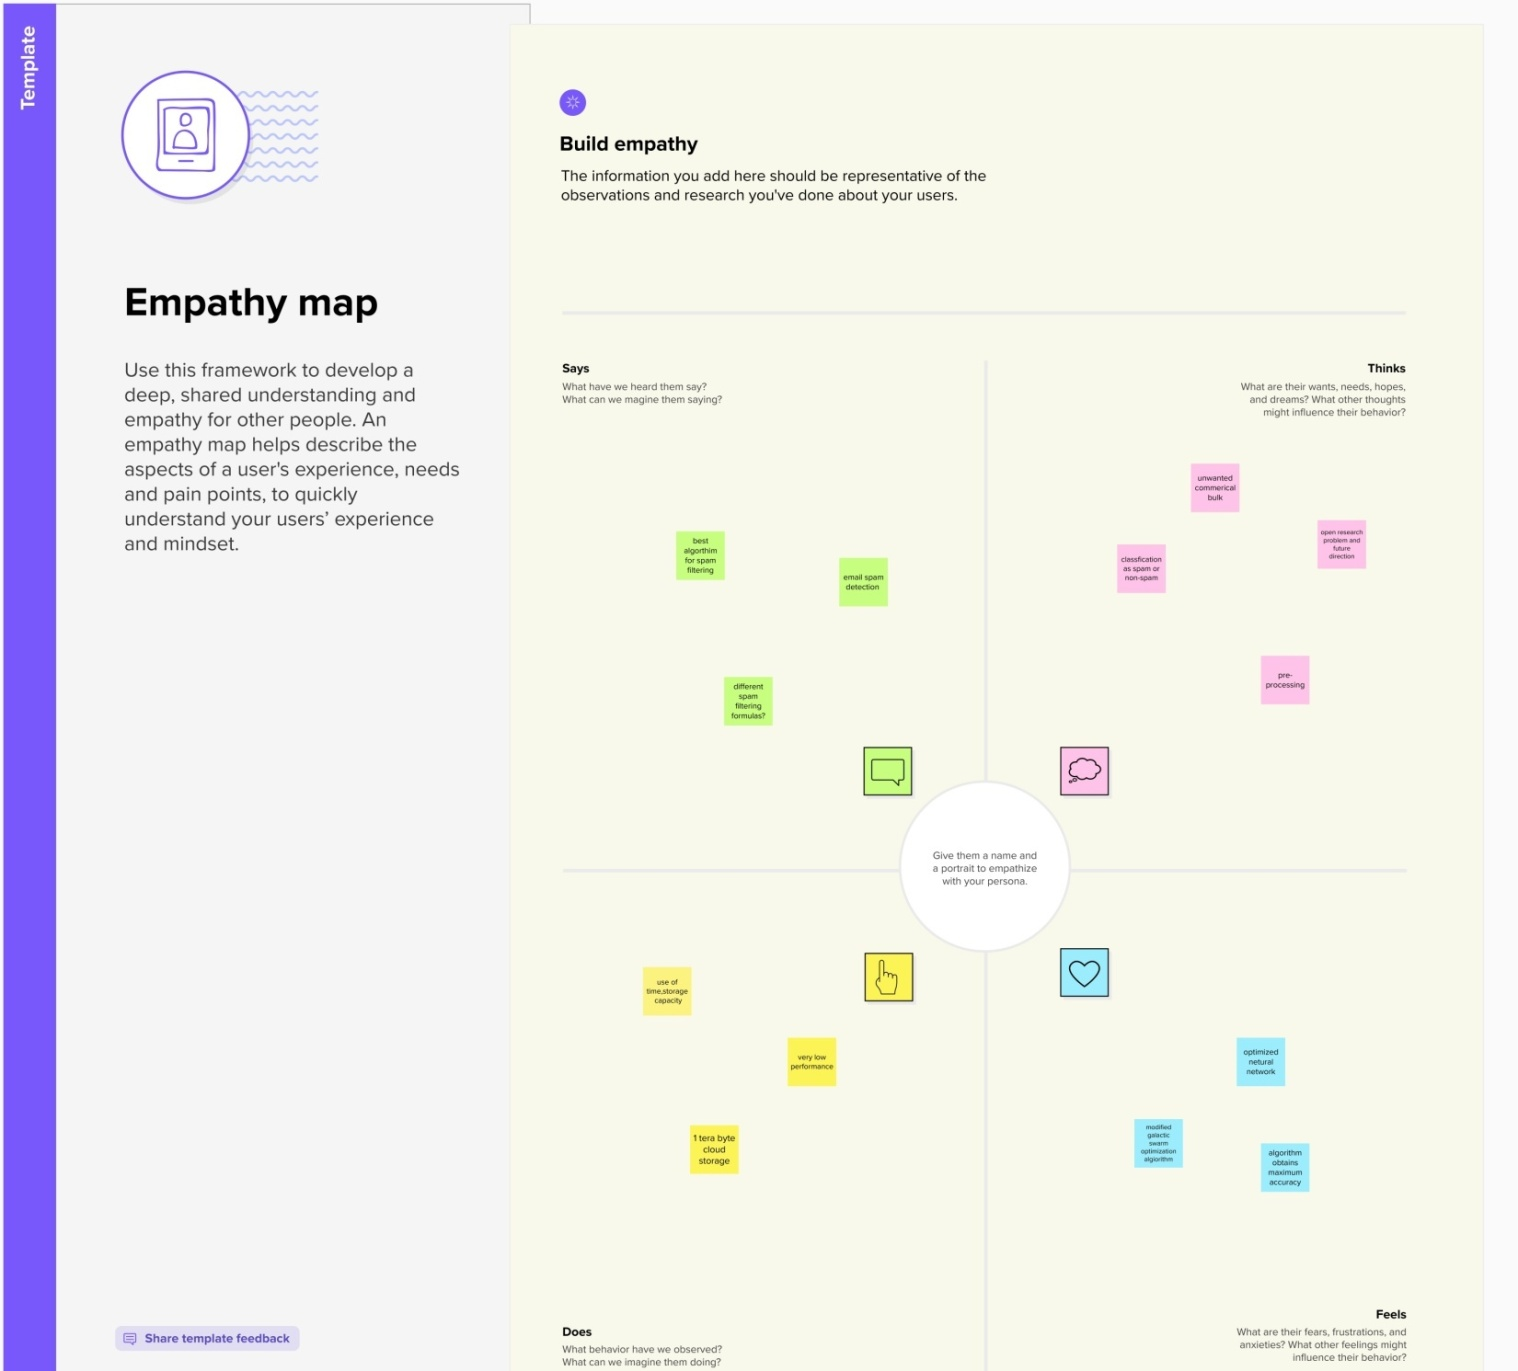 Template
Empathy map
Use this framework to develop a
deep, shared understanding and
empathy for other people. An
empathy map helps describe the
aspects of a user's experience, needs
and pain points, to quickly
understand your users’ experience
and mindset.
Share template feedback
Build empathy
The information you add here should be representative of the
observations and research you've done about your users.
Says
What have we heard them say?
What can we magine them saying?
best
algorthim
for spam
filtering
email spam
detection
different
spam
filtering
formulas?
Thinks
What are their wants, needs, hopes,
and dreams? What other thoughts
might influence their behavior?
unwanted
commerical
bulk
open research
problem and
future
direction
classfication
as spam or
non-spam
pre-
processing
Give them a name and
a portrait to empathize
with your persona.
use of
time,storage
capacity
very low
performance
1 tera byte
cloud
storage
Does
What behavior have we observed?
What can we imagine them doing?
optimized
netural
network
modified
galactic
swarm
optimization
algiorithm
algorithm
obtains
maximum
accuracy
Feels
What are their fears, frustrations, and
anxieties? What other feelings might
influence their behavior?